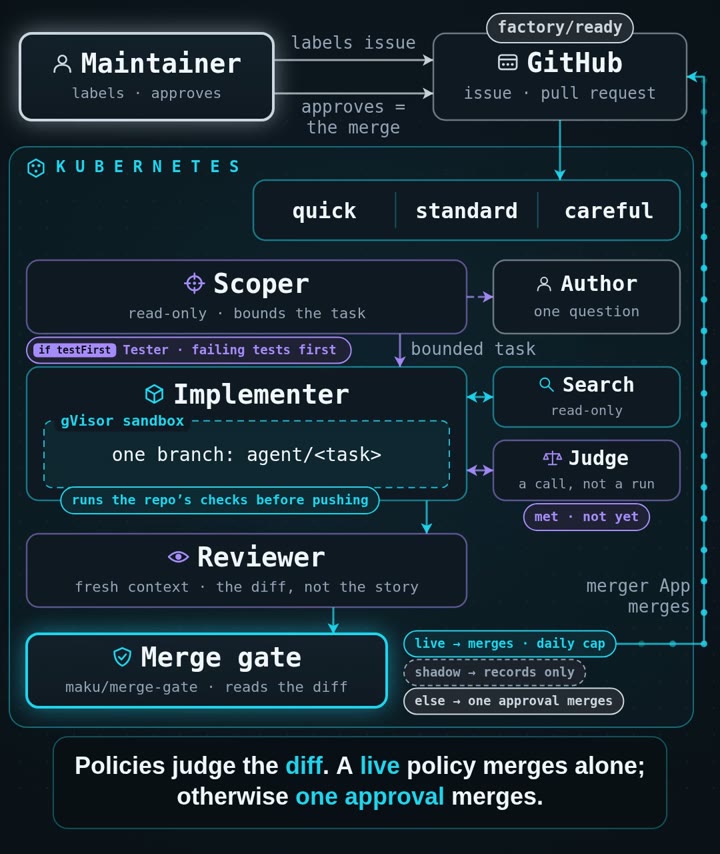 factory/ready
Maintainer
labels · approves
labels issue
approves =
the merge
GitHub
issue · pull request
KUBERNETES
quick
standard
careful
Scoper
read-only · bounds the task
Author
one question
if testFirst Tester · failing tests first
bounded task
Implementer
gVisor sandbox
one branch: agent/<task>
runs the repo’s checks before pushing
Search
read-only
Judge
a call, not a run
met · not yet
Reviewer
fresh context · the diff, not the story
merger App
merges
Merge gate
maku/merge-gate · reads the diff
live → merges · daily cap
shadow → records only
else → one approval merges
Policies judge the diff. A live policy merges alone;
otherwise one approval merges.